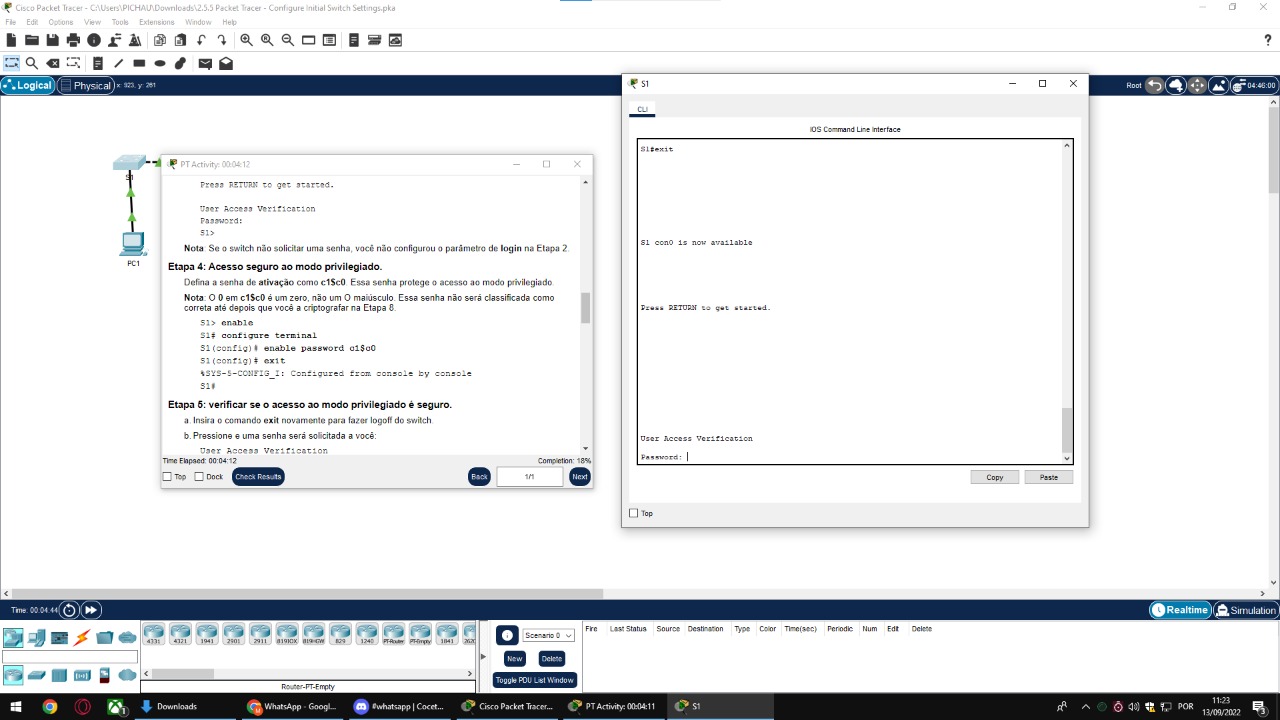 Cisco Packet Tracer - C:\Users\PICHAU\Downloads\2.5.5 Packet Tracer - Configure Initial Switch Settings.pka
File Edit Options View Tools Extensions Window Help
Logical Physical x: 923, y: 261
Root 04:46:00
S1
PC1
PT Activity: 00:04:12
Press RETURN to get started.
User Access Verification
Password:
S1>
Nota: Se o switch não solicitar uma senha, você não configurou o parâmetro de login na Etapa 2.
Etapa 4: Acesso seguro ao modo privilegiado.
Defina a senha de ativação como c1$c0. Essa senha protege o acesso ao modo privilegiado.
Nota: O 0 em c1$c0 é um zero, não um O maiúsculo. Essa senha não será classificada como
correta até depois que você a criptografar na Etapa 8.
S1> enable
S1# configure terminal
S1(config)# enable password c1$c0
S1(config)# exit
%SYS-5-CONFIG_I: Configured from console by console
S1#
Etapa 5: verificar se o acesso ao modo privilegiado é seguro.
a. Insira o comando exit novamente para fazer logoff do switch.
b. Pressione e uma senha será solicitada a você:
User Access Verification
Time Elapsed: 00:04:12 Completion: 18%
Top Dock Check Results Back 1/1 Next
S1
CLI
IOS Command Line Interface
S1#exit
S1 con0 is now available
Press RETURN to get started.
User Access Verification
Password:
Copy Paste
Top
Time: 00:04:44
Realtime Simulation
4331 4321 1941 2901 2911 819IOX 819HGW 829 1240 PT-Router PT-Empty 1841 2620
Router-PT-Empty
Scenario 0
New Delete
Toggle PDU List Window
Fire Last Status Source Destination Type Color Time(sec) Periodic Num Edit Delete
Downloads WhatsApp - Googl... #whatsapp | Cocet... Cisco Packet Tracer... PT Activity: 00:04:11 S1
POR
11:23
13/09/2022